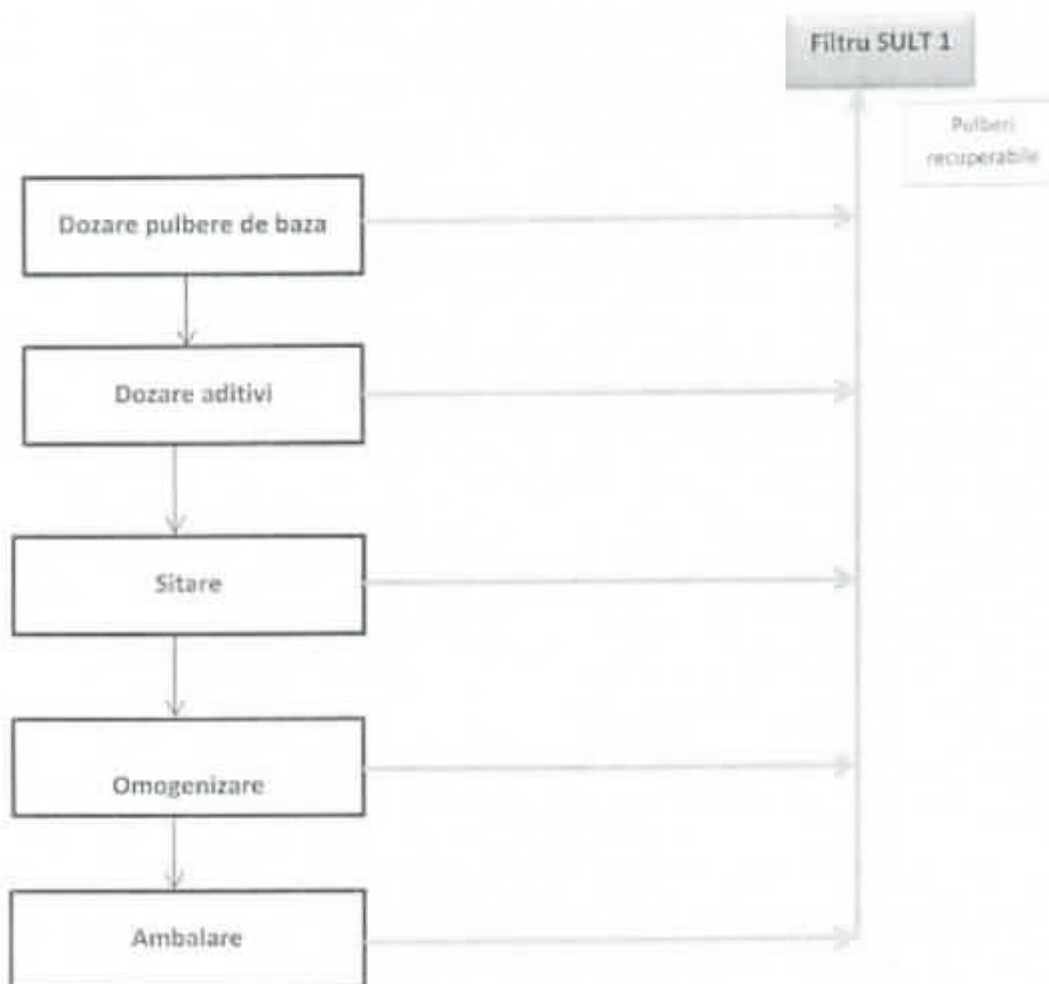 Filtru SULT 1
Pulberi
recuperabile
Dozare pulbere de baza
Dozare aditivi
Sitare
Omogenizare
Ambalare